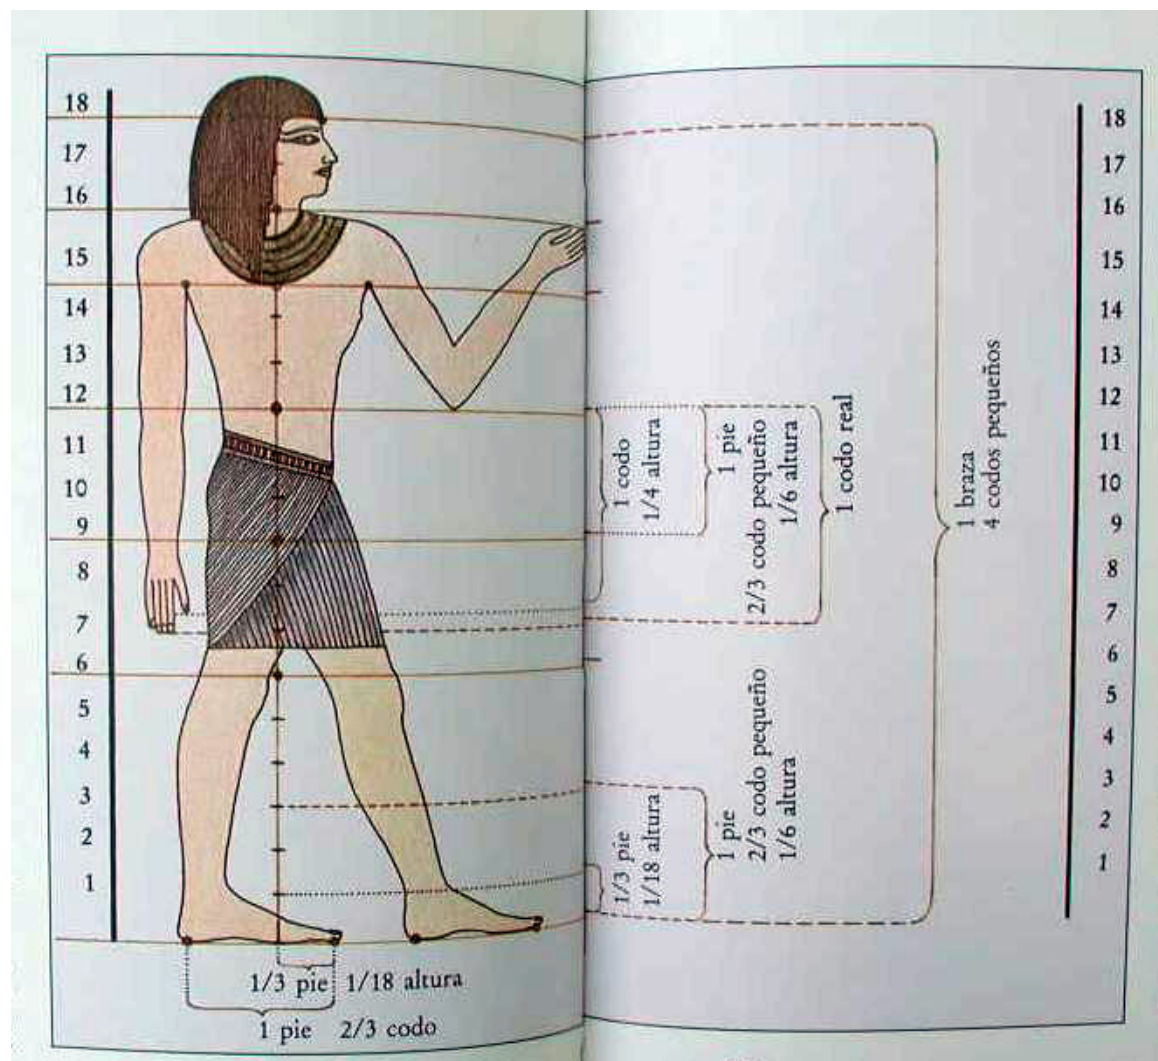 18
17
16
15
14
13
12
11
10
9
8
7
6
5
4
3
2
1
1/3 pie 1/18 altura
1 pie 2/3 codo
1 codo
1/4 altura
1 pie
2/3 codo pequeño
1/6 altura
1 codo real
1/3 pie
1/18 altura
1 pie
2/3 codo pequeño
1/6 altura
1 braza
4 codos pequeños
18
17
16
15
14
13
12
11
10
9
8
7
6
5
4
3
2
1